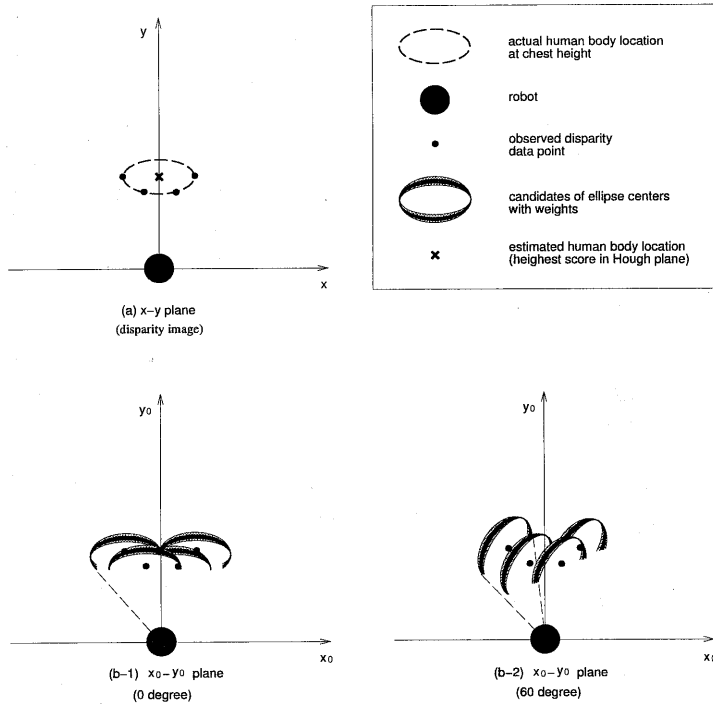 y
x
(a) x-y plane
(disparity image)
actual human body location
at chest height
robot
observed disparity
data point
candidates of ellipse centers
with weights
estimated human body location
(heighest score in Hough plane)
y0
x0
(b-1) x0-y0 plane
(0 degree)
y0
x0
(b-2) x0-y0 plane
(60 degree)